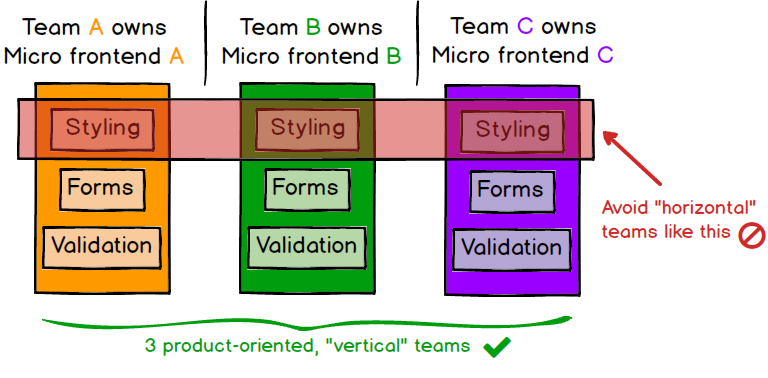 Team A owns
Micro frontend A
Team B owns
Micro frontend B
Team C owns
Micro frontend C
Styling
Styling
Styling
Forms
Forms
Forms
Validation
Validation
Validation
Avoid "horizontal"
teams like this
3 product-oriented, "vertical" teams